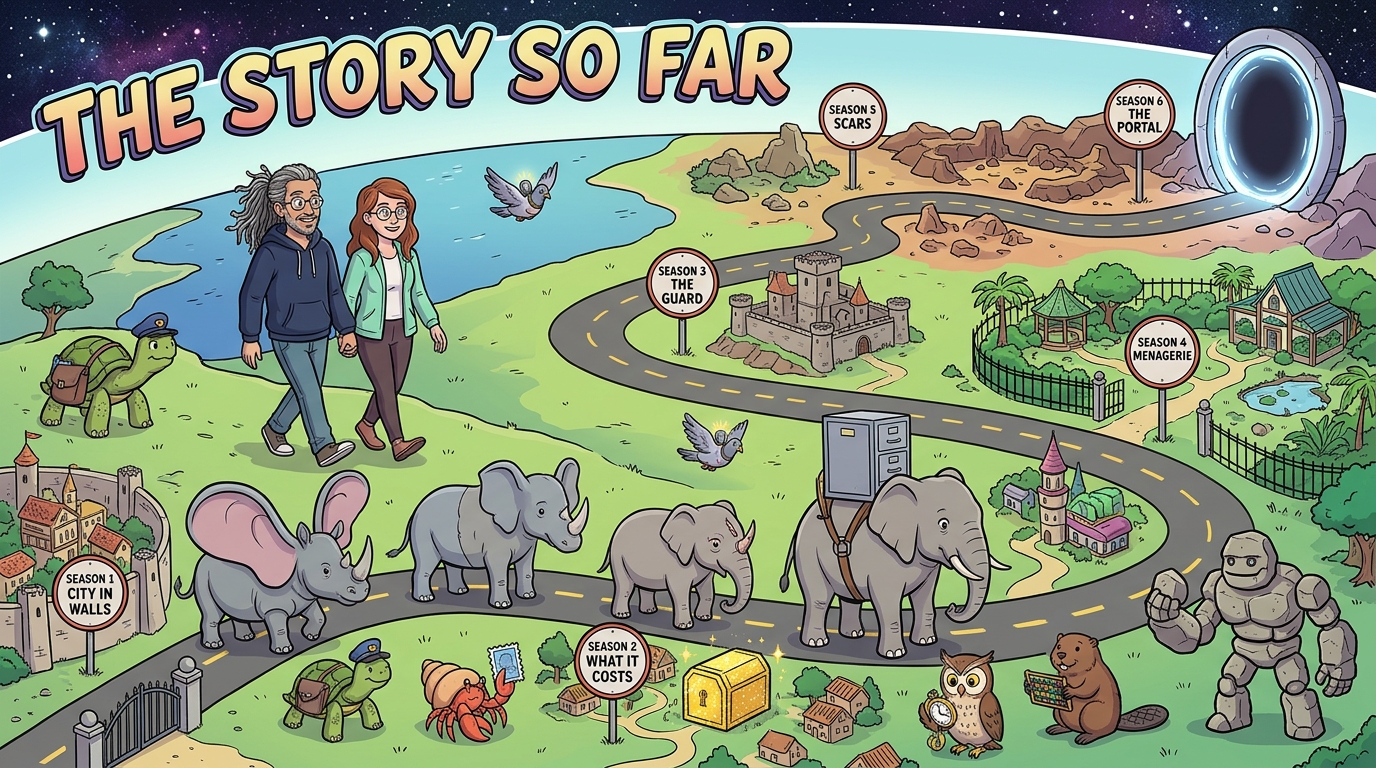 THE STORY SO FAR
SEASON 5
SCARS
SEASON 6
THE
PORTAL
SEASON 3
THE
GUARD
SEASON 4
MENAGERIE
SEASON 1
CITY IN
WALLS
SEASON 2
WHAT IT
COSTS